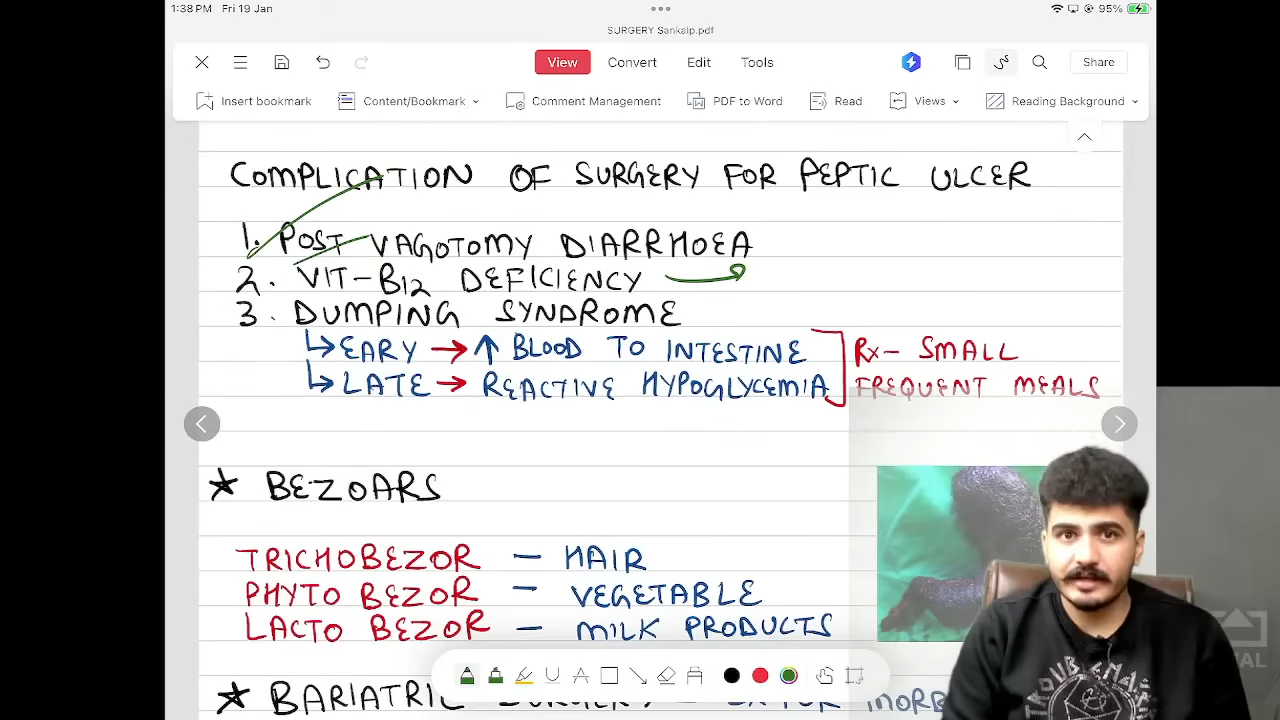 1:38 PM Fri 19 Jan
95%
SURGERY Sankalp.pdf
View Convert Edit Tools Share
Insert bookmark Content/Bookmark Comment Management PDF to Word Read Views Reading Background
COMPLICATION OF SURGERY FOR PEPTIC ULCER
1. POST VAGOTOMY DIARRHOEA
2. VIT-B12 DEFICIENCY
3. DUMPING SYNDROME
↳ EARY → ↑ BLOOD TO INTESTINE
↳ LATE → REACTIVE HYPOGLYCEMIA
Rx- SMALL
FREQUENT MEALS
★ BEZOARS
TRICHOBEZOR - HAIR
PHYTO BEZOR - VEGETABLE
LACTO BEZOR - MILK PRODUCTS
★ BARIATRIC